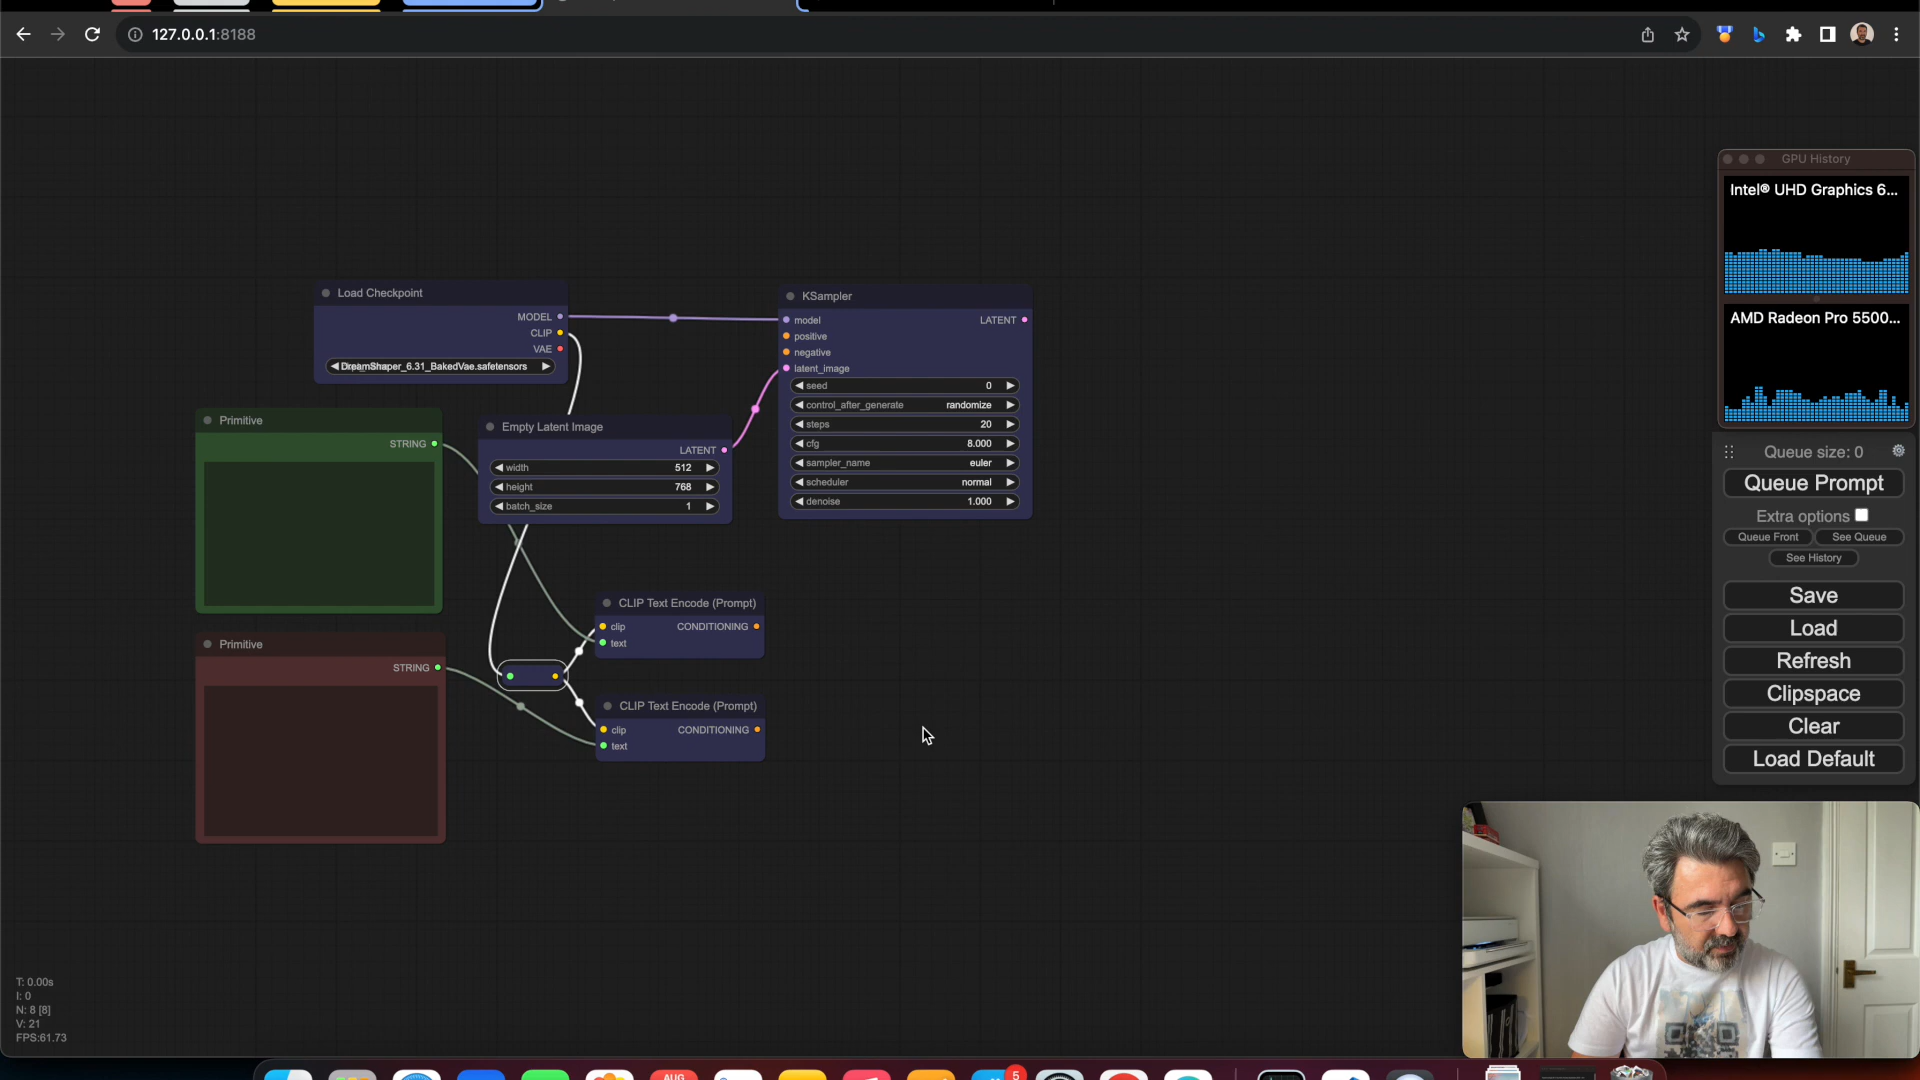 127.0.0.1:8188
GPU History
Intel® UHD Graphics 6...
AMD Radeon Pro 5500...
Load Checkpoint
MODEL
CLIP
VAE
DreamShaper_6.31_BakedVae.safetensors
KSampler
model LATENT
positive
negative
latent_image
seed 0
control_after_generate randomize
steps 20
cfg 8.000
sampler_name euler
scheduler normal
denoise 1.000
Primitive
STRING
Empty Latent Image
LATENT
width 512
height 768
batch_size 1
CLIP Text Encode (Prompt)
clip CONDITIONING
text
Primitive
STRING
CLIP Text Encode (Prompt)
clip CONDITIONING
text
Queue size: 0
Queue Prompt
Extra options
Queue Front See Queue
See History
Save
Load
Refresh
Clipspace
Clear
Load Default
T: 0.00s
I: 0
N: 8 [8]
V: 21
FPS:61.73
AUG
5